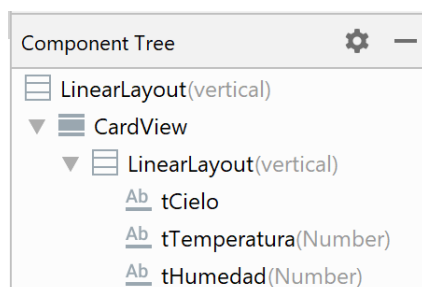 Component Tree
LinearLayout(vertical)
CardView
LinearLayout(vertical)
Ab tCielo
Ab tTemperatura(Number)
Ab tHumedad(Number)